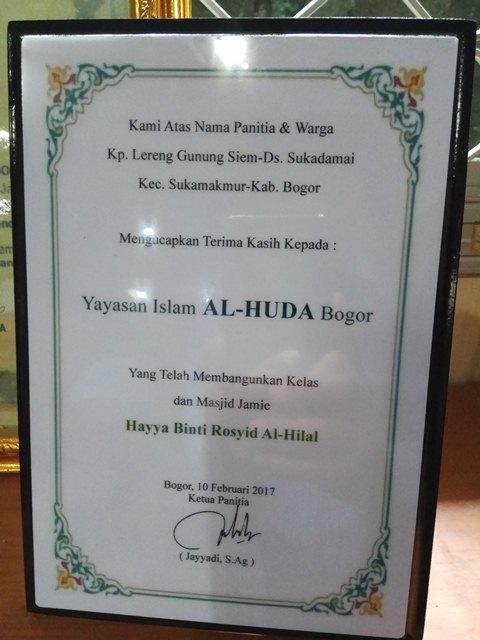 Kami Atas Nama Panitia & Warga
Kp. Lereng Gunung Siem-Ds. Sukadamai
Kec. Sukamakmur-Kab. Bogor
Mengucapkan Terima Kasih Kepada :
Yayasan Islam AL-HUDA Bogor
Yang Telah Membangunkan Kelas
dan Masjid Jamie
Hayya Binti Rosyid Al-Hilal
Bogor, 10 Februari 2017
Ketua Panitia
( Jayyadi, S.Ag )